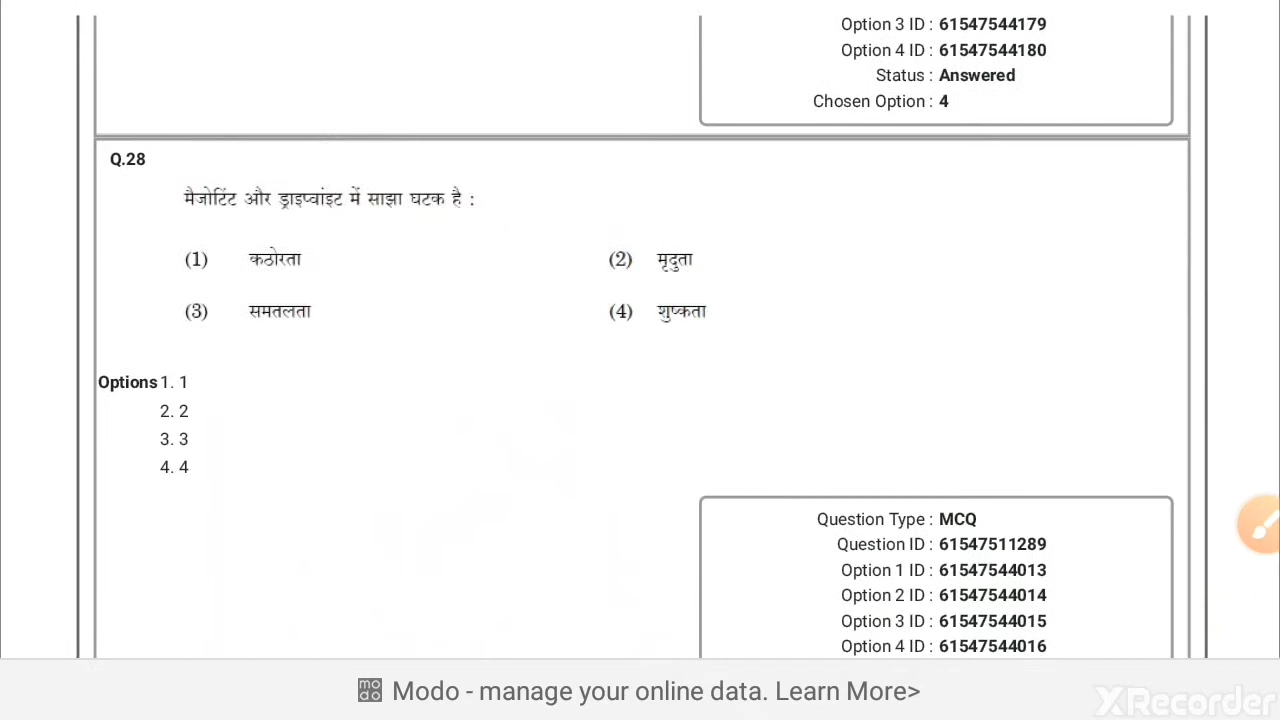 Option 3 ID : 61547544179
Option 4 ID : 61547544180
Status : Answered
Chosen Option : 4
Q.28
मैजोटिंट और ड्राइप्वांइट में साझा घटक है :
(1) कठोरता (2) मृदुता
(3) समतलता (4) शुष्कता
Options 1. 1
2. 2
3. 3
4. 4
Question Type : MCQ
Question ID : 61547511289
Option 1 ID : 61547544013
Option 2 ID : 61547544014
Option 3 ID : 61547544015
Option 4 ID : 61547544016
mo do Modo - manage your online data. Learn More>
XRecorder